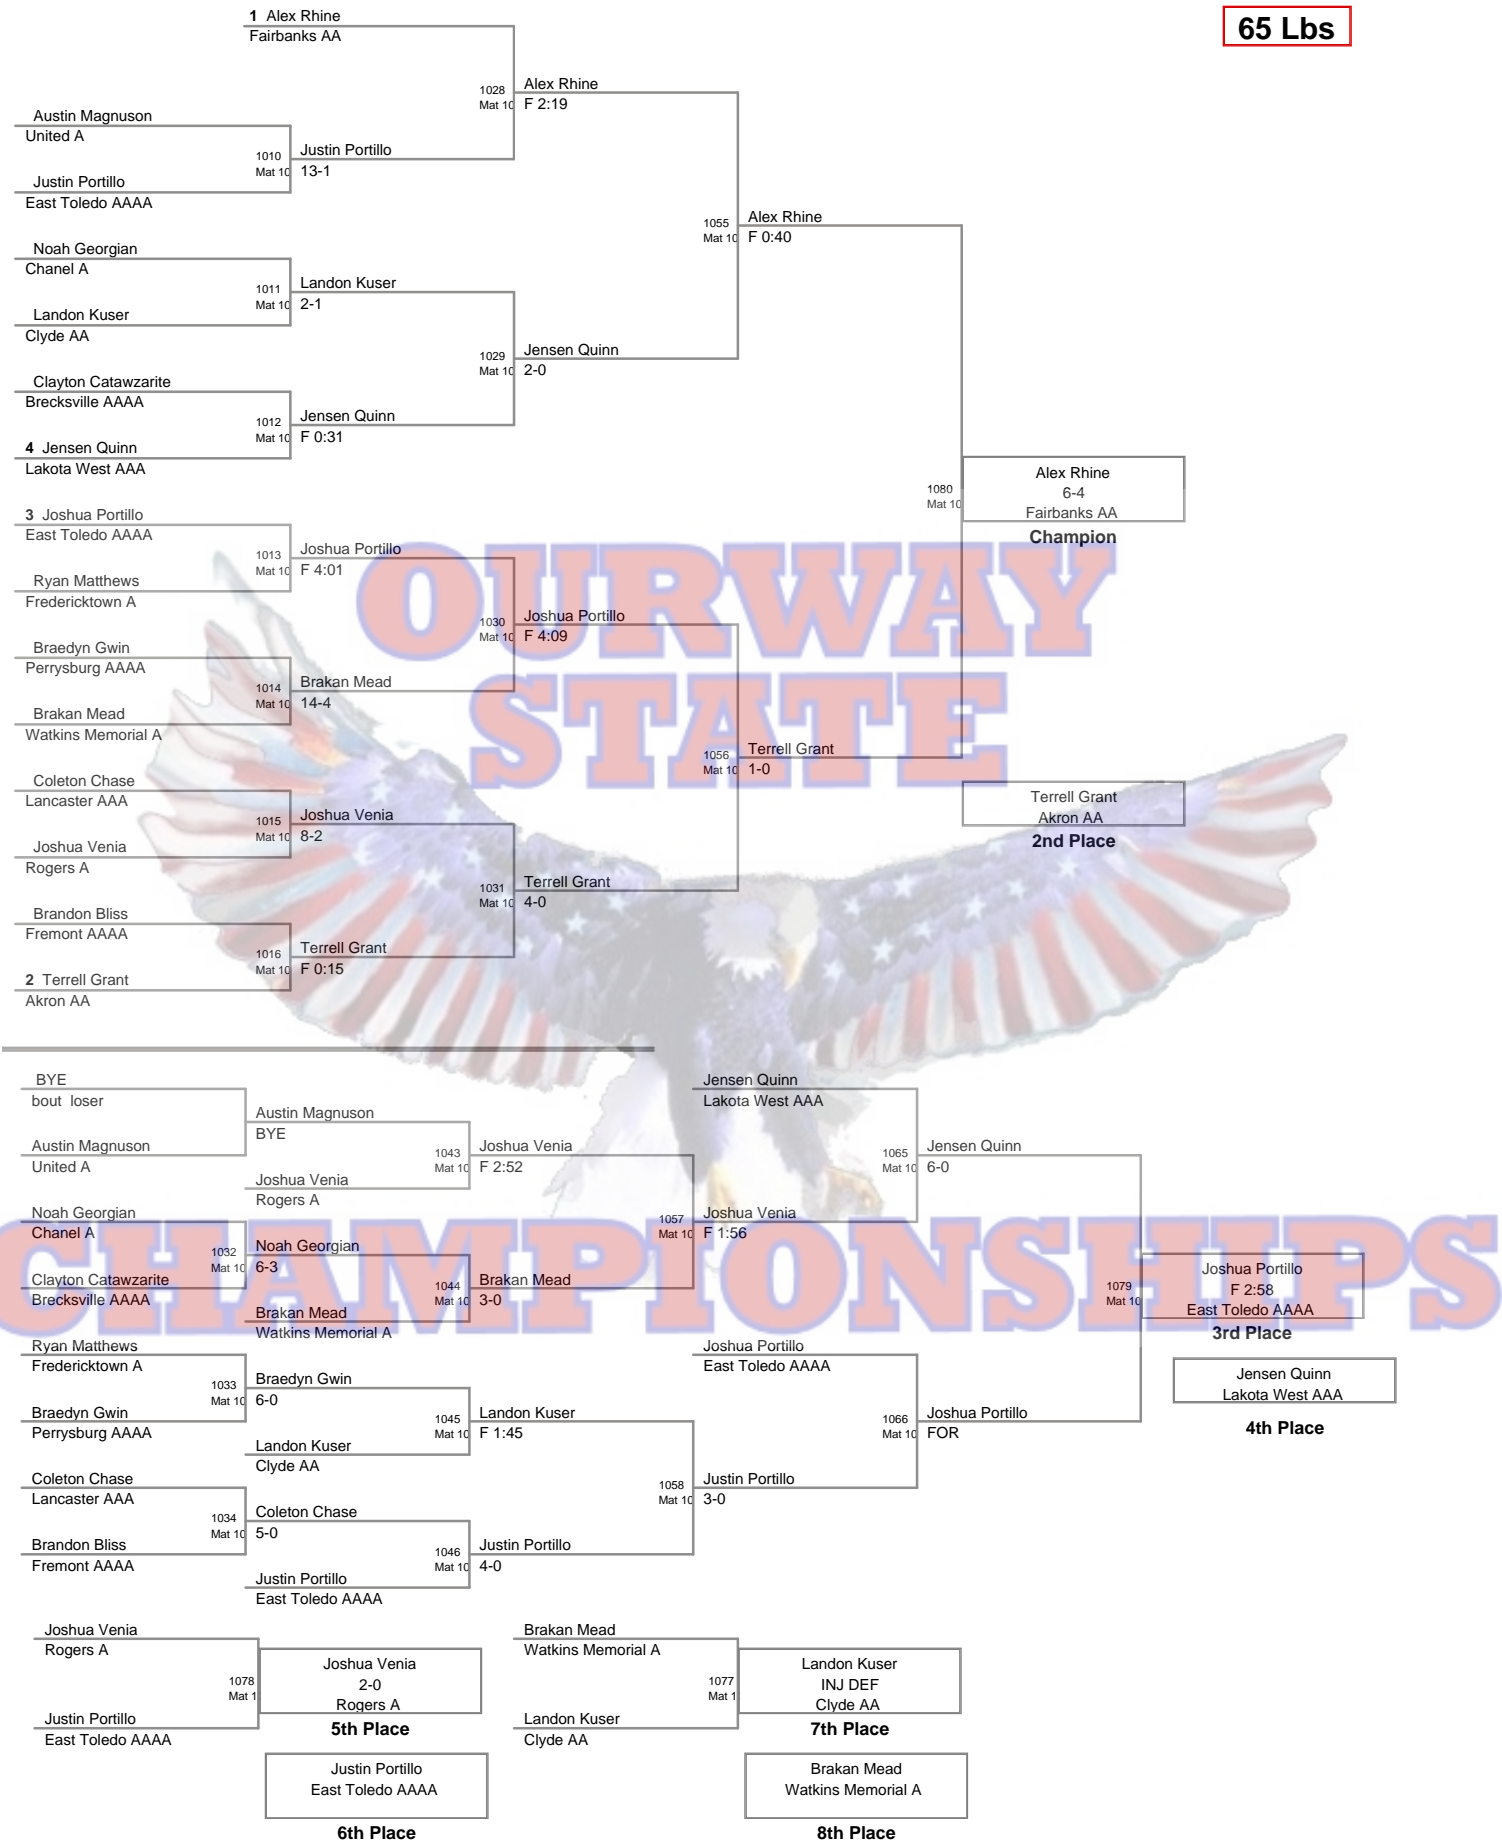 65 Lbs
1 Alex Rhine
Fairbanks AA
1028
Mat 10
Alex Rhine
F 2:19
Austin Magnuson
United A
1010
Mat 10
Justin Portillo
13-1
Justin Portillo
East Toledo AAAA
1055
Mat 10
Alex Rhine
F 0:40
Noah Georgian
Chanel A
1011
Mat 10
Landon Kuser
2-1
Landon Kuser
Clyde AA
1029
Mat 10
Jensen Quinn
2-0
Clayton Catawzarite
Brecksville AAAA
1012
Mat 10
Jensen Quinn
F 0:31
4 Jensen Quinn
Lakota West AAA
1080
Mat 10
Alex Rhine
6-4
Fairbanks AA
Champion
3 Joshua Portillo
East Toledo AAAA
1013
Mat 10
Joshua Portillo
F 4:01
Ryan Matthews
Fredericktown A
OURWAY
STATE
1030
Mat 10
Joshua Portillo
F 4:09
Braedyn Gwin
Perrysburg AAAA
1014
Mat 10
Brakan Mead
14-4
Brakan Mead
Watkins Memorial A
1056
Mat 10
Terrell Grant
1-0
Coleton Chase
Lancaster AAA
1015
Mat 10
Joshua Venia
8-2
Joshua Venia
Rogers A
Terrell Grant
Akron AA
2nd Place
1031
Mat 10
Terrell Grant
4-0
Brandon Bliss
Fremont AAAA
1016
Mat 10
Terrell Grant
F 0:15
2 Terrell Grant
Akron AA
BYE
bout loser
Austin Magnuson
BYE
Austin Magnuson
United A
1043
Mat 10
Joshua Venia
F 2:52
Joshua Venia
Rogers A
Jensen Quinn
Lakota West AAA
1065
Mat 10
Jensen Quinn
6-0
Noah Georgian
Chanel A
1032
Mat 10
Noah Georgian
6-3
Clayton Catawzarite
Brecksville AAAA
1057
Mat 10
Joshua Venia
F 1:56
1044
Mat 10
Brakan Mead
3-0
Brakan Mead
Watkins Memorial A
CHAMPIONSHIPS
1079
Mat 10
Joshua Portillo
F 2:58
East Toledo AAAA
3rd Place
Ryan Matthews
Fredericktown A
1033
Mat 10
Braedyn Gwin
6-0
Braedyn Gwin
Perrysburg AAAA
Joshua Portillo
East Toledo AAAA
Jensen Quinn
Lakota West AAA
4th Place
1045
Mat 10
Landon Kuser
F 1:45
Landon Kuser
Clyde AA
1066
Mat 10
Joshua Portillo
FOR
Coleton Chase
Lancaster AAA
1034
Mat 10
Coleton Chase
5-0
Brandon Bliss
Fremont AAAA
1058
Mat 10
Justin Portillo
3-0
1046
Mat 10
Justin Portillo
4-0
Justin Portillo
East Toledo AAAA
Joshua Venia
Rogers A
1078
Mat 1
Joshua Venia
2-0
Rogers A
5th Place
Justin Portillo
East Toledo AAAA
Justin Portillo
East Toledo AAAA
6th Place
Brakan Mead
Watkins Memorial A
1077
Mat 1
Landon Kuser
INJ DEF
Clyde AA
7th Place
Landon Kuser
Clyde AA
Brakan Mead
Watkins Memorial A
8th Place